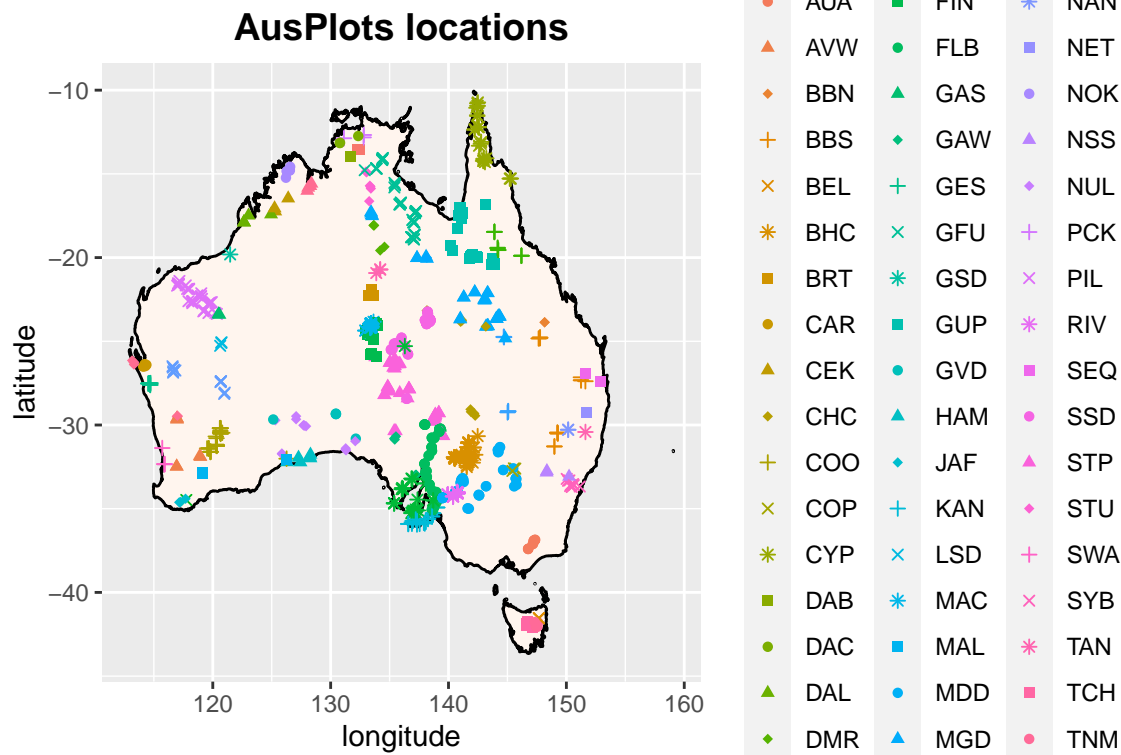 AusPlots locations
−10
−20
−30
−40
120
130
140
150
160
longitude
latitude
AUA
AVW
BBN
BBS
BEL
BHC
BRT
CAR
CEK
CHC
COO
COP
CYP
DAB
DAC
DAL
DMR
FIN
FLB
GAS
GAW
GES
GFU
GSD
GUP
GVD
HAM
JAF
KAN
LSD
MAC
MAL
MDD
MGD
NAN
NET
NOK
NSS
NUL
PCK
PIL
RIV
SEQ
SSD
STP
STU
SWA
SYB
TAN
TCH
TNM